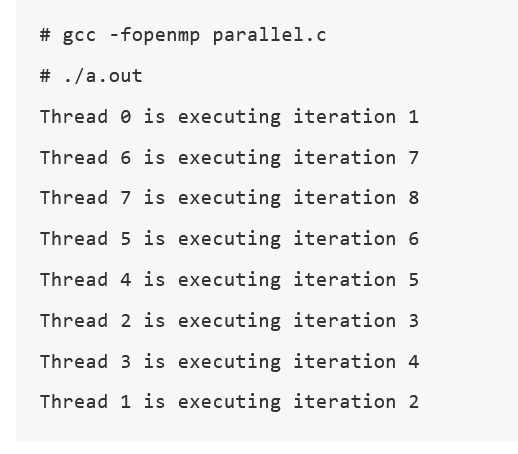 # gcc -fopenmp parallel.c
# ./a.out
Thread 0 is executing iteration 1
Thread 6 is executing iteration 7
Thread 7 is executing iteration 8
Thread 5 is executing iteration 6
Thread 4 is executing iteration 5
Thread 2 is executing iteration 3
Thread 3 is executing iteration 4
Thread 1 is executing iteration 2